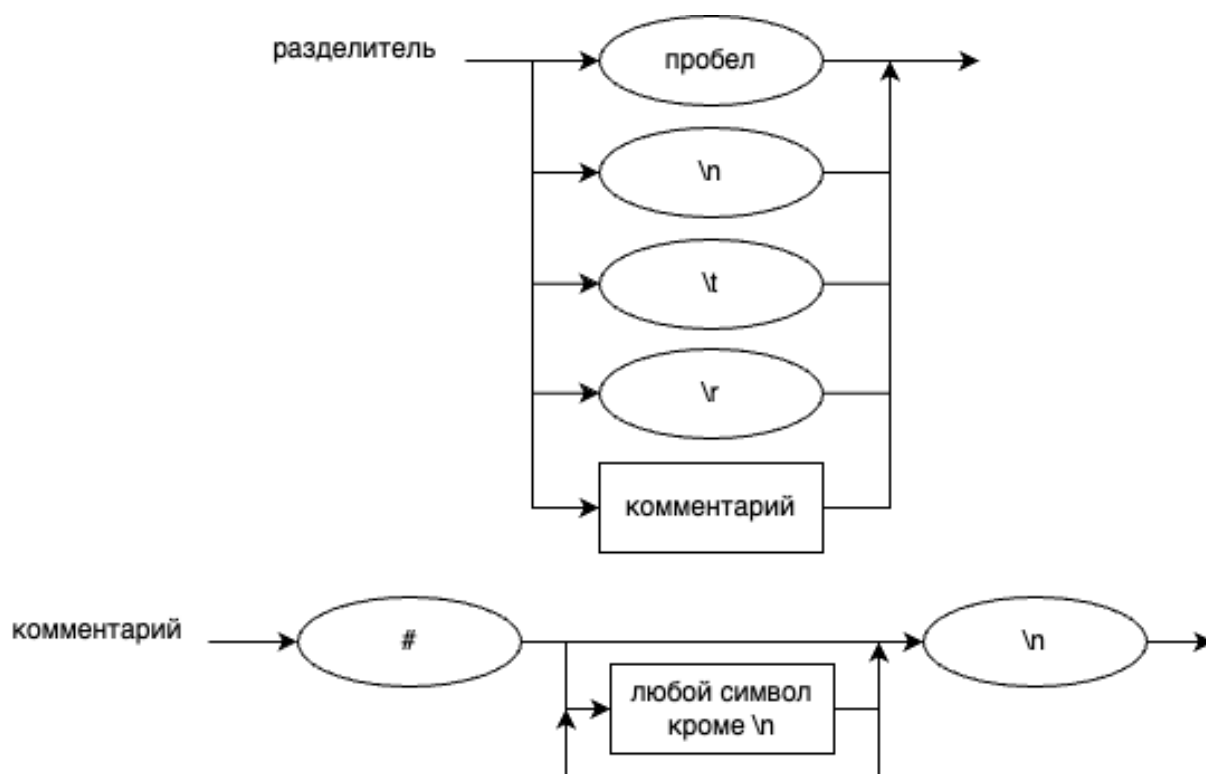 разделитель
пробел
\n
\t
\r
комментарий
комментарий
#
\n
любой символ
кроме \n